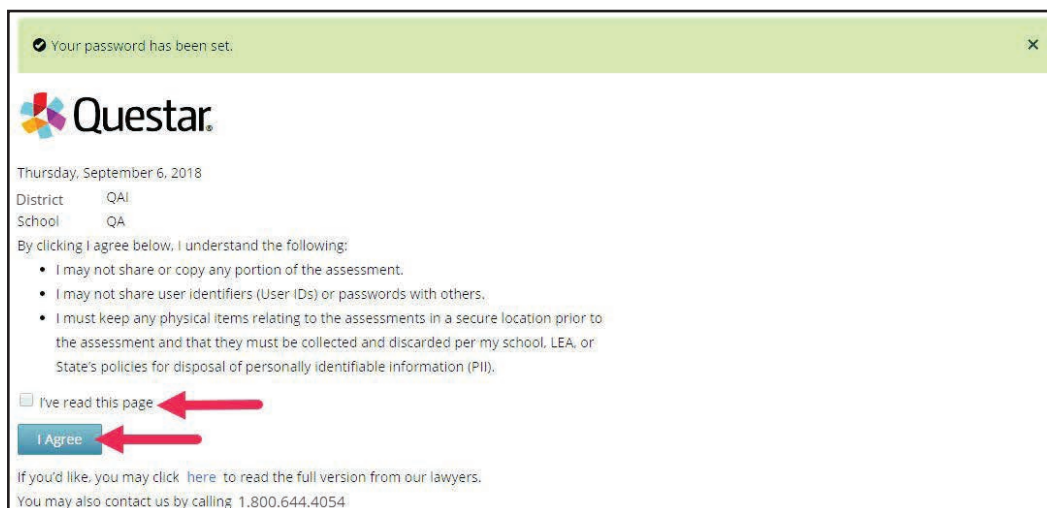 Your password has been set.
Questar®
Thursday, September 6, 2018
District QAI
School QA
By clicking I agree below, I understand the following:
• I may not share or copy any portion of the assessment.
• I may not share user identifiers (User IDs) or passwords with others.
• I must keep any physical items relating to the assessments in a secure location prior to
the assessment and that they must be collected and discarded per my school, LEA, or
State's policies for disposal of personally identifiable information (PII).
I've read this page
I Agree
If you'd like, you may click here to read the full version from our lawyers.
You may also contact us by calling 1.800.644.4054